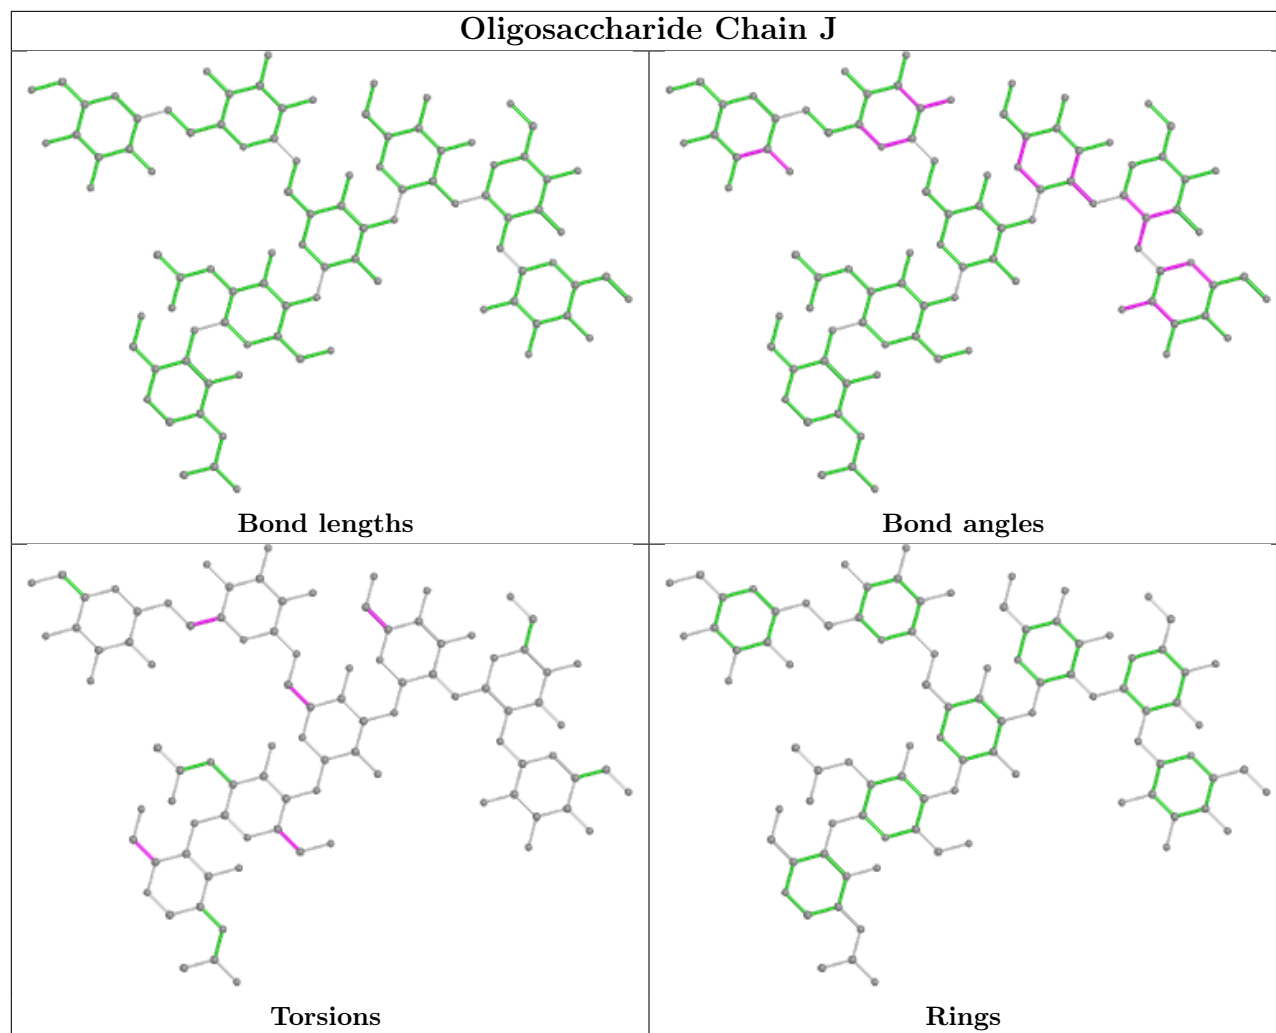 Oligosaccharide Chain J
Bond lengths
Bond angles
Torsions
Rings